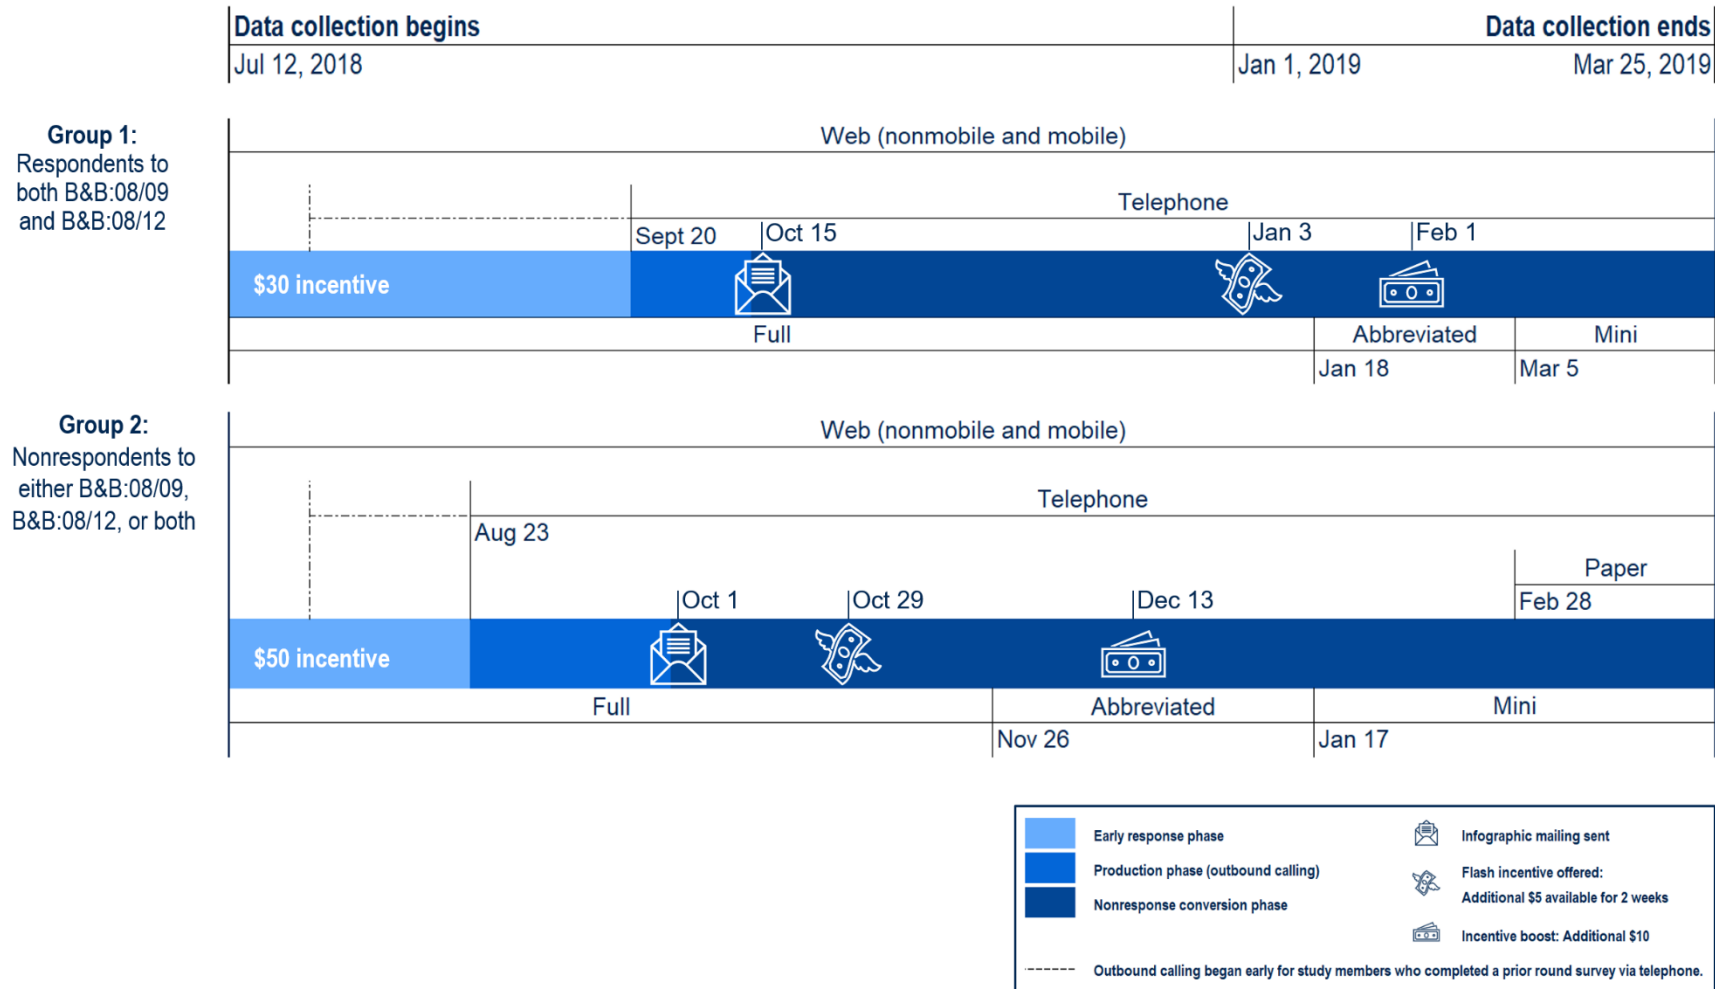 Data collection begins
Data collection ends
Jul 12, 2018
Jan 1, 2019
Mar 25, 2019
Group 1:
Respondents to
both B&B:08/09
and B&B:08/12
Web (nonmobile and mobile)
Telephone
Sept 20
Oct 15
Jan 3
Feb 1
$30 incentive
Full
Abbreviated
Mini
Jan 18
Mar 5
Group 2:
Nonrespondents to
either B&B:08/09,
B&B:08/12, or both
Web (nonmobile and mobile)
Telephone
Aug 23
Paper
Oct 1
Oct 29
Dec 13
Feb 28
$50 incentive
Full
Abbreviated
Mini
Nov 26
Jan 17
Early response phase
Production phase (outbound calling)
Nonresponse conversion phase
Infographic mailing sent
Flash incentive offered:
Additional $5 available for 2 weeks
Incentive boost: Additional $10
Outbound calling began early for study members who completed a prior round survey via telephone.